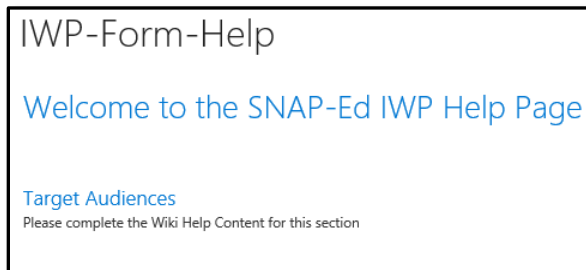 IWP-Form-Help
Welcome to the SNAP-Ed IWP Help Page
Target Audiences
Please complete the Wiki Help Content for this section